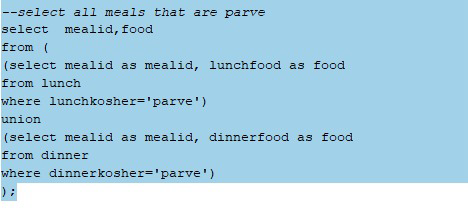 --select all meals that are parve
select  mealid,food
from (
(select mealid as mealid, lunchfood as food
from lunch
where lunchkosher='parve')
union
(select mealid as mealid, dinnerfood as food
from dinner
where dinnerkosher='parve')
);